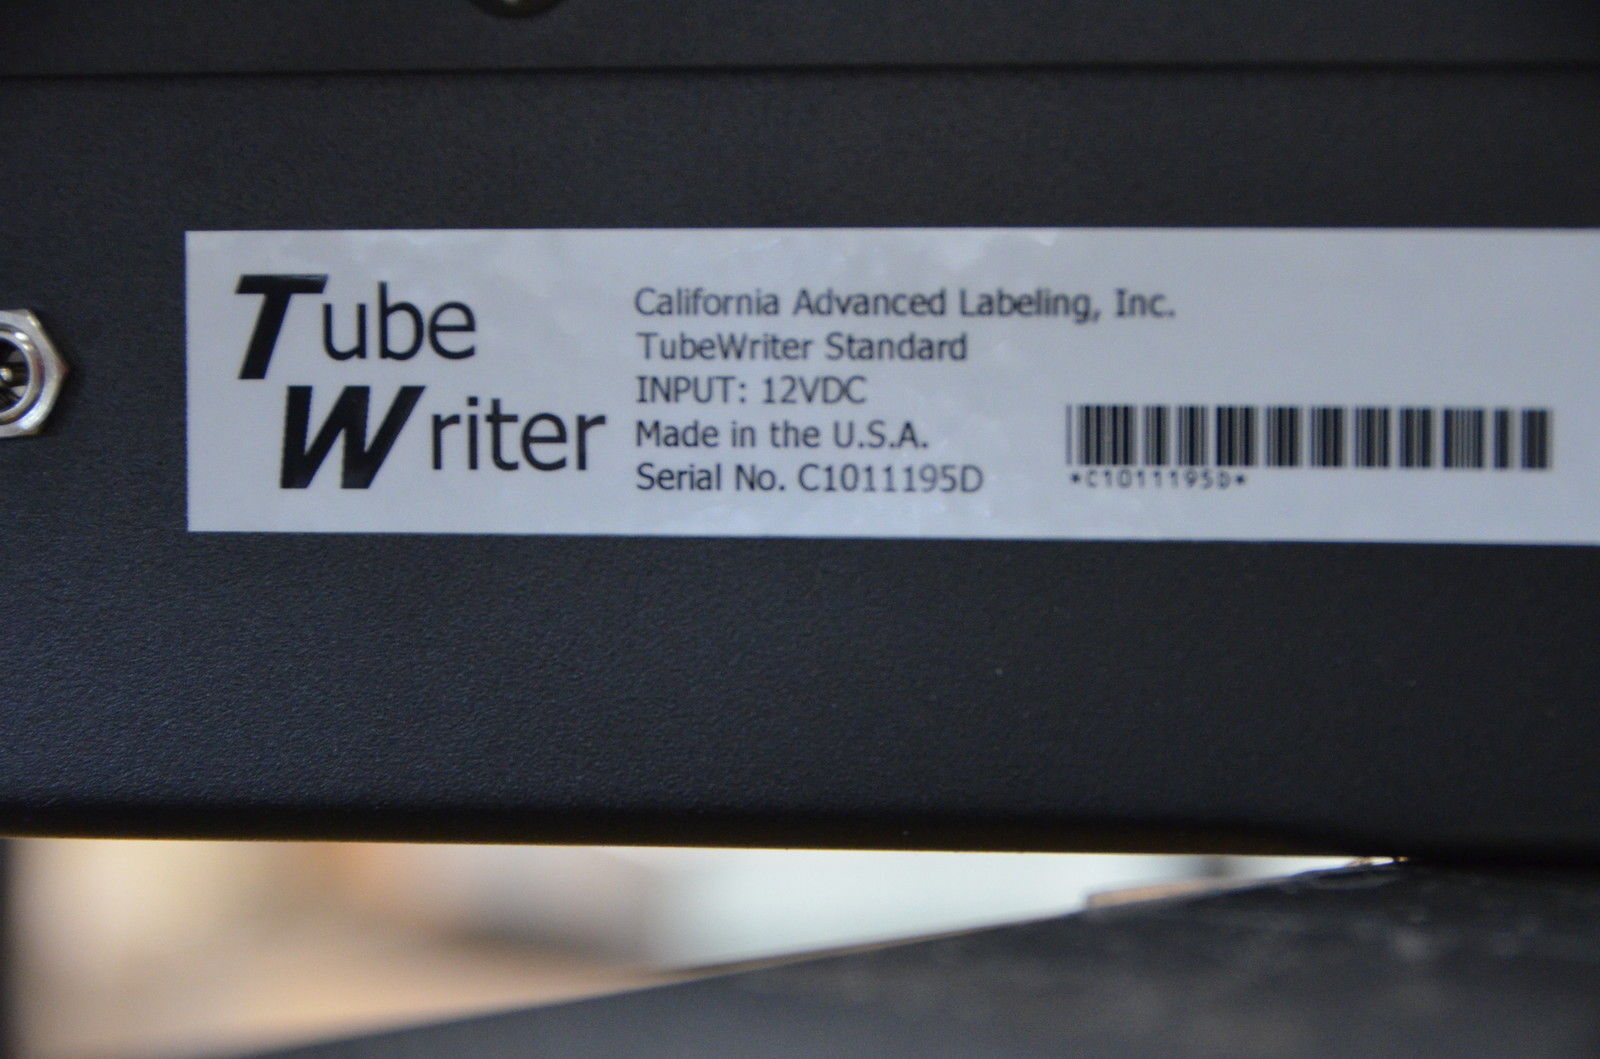 Tube
Writer
California Advanced Labeling, Inc.
TubeWriter Standard
INPUT: 12VDC
Made in the U.S.A.
Serial No. C1011195D
*C1011195D*